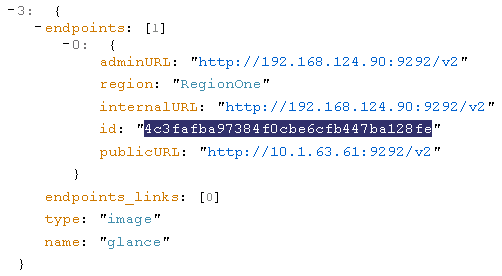 -3: {
-endpoints: [1]
-0: {
adminURL: "http://192.168.124.90:9292/v2"
region: "RegionOne"
internalURL: "http://192.168.124.90:9292/v2"
id: "4c3fafba97384f0cbe6cfb447ba128fe"
publicURL: "http://10.1.63.61:9292/v2"
}
endpoints_links: [0]
type: "image"
name: "glance"
}